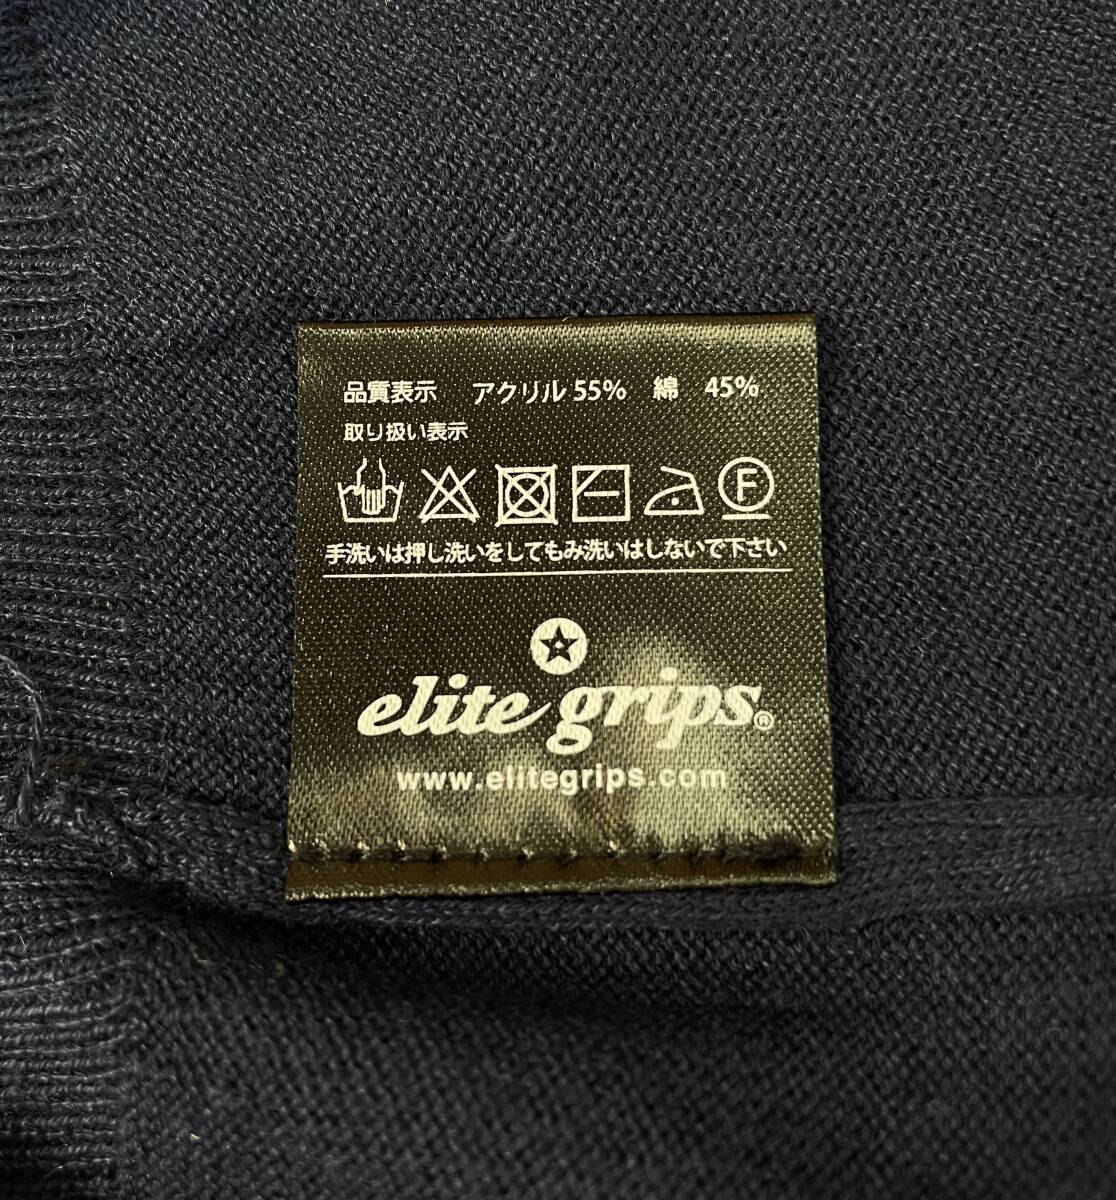 品質表示 アクリル 55% 綿 45%
取り扱い表示
F
手洗いは押し洗いをしてもみ洗いはしないで下さい
elite grips®
www.elitegrips.com